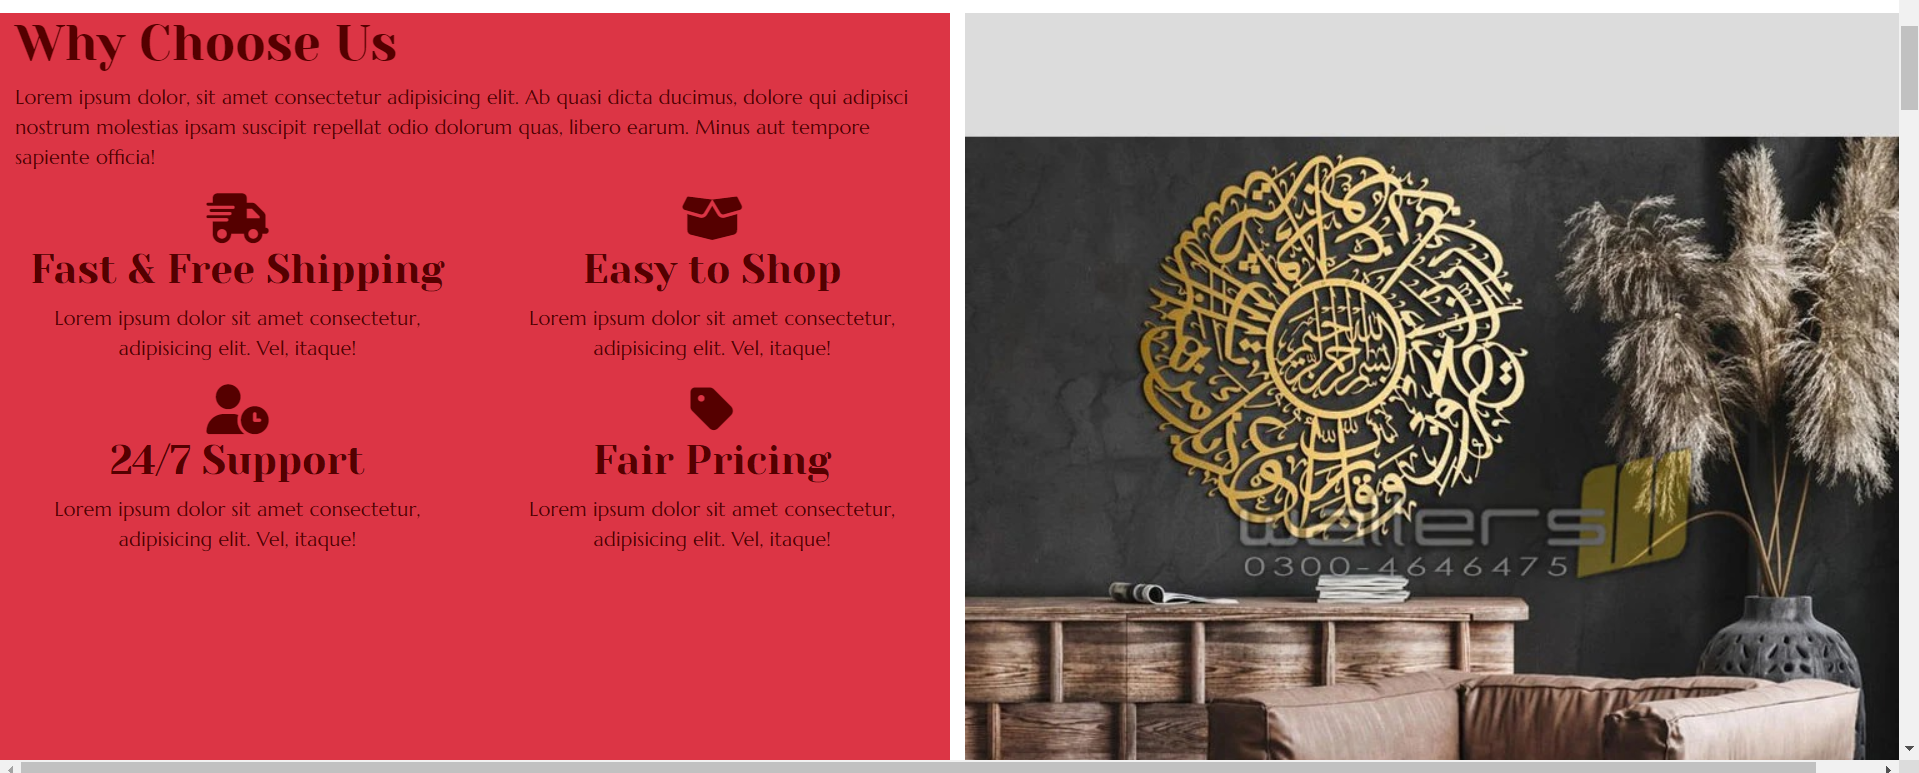 Why Choose Us
Lorem ipsum dolor, sit amet consectetur adipisicing elit. Ab quasi dicta ducimus, dolore qui adipisci
nostrum molestias ipsam suscipit repellat odio dolorum quas, libero earum. Minus aut tempore
sapiente officia!
Fast & Free Shipping
Lorem ipsum dolor sit amet consectetur,
adipisicing elit. Vel, itaque!
Easy to Shop
Lorem ipsum dolor sit amet consectetur,
adipisicing elit. Vel, itaque!
24/7 Support
Lorem ipsum dolor sit amet consectetur,
adipisicing elit. Vel, itaque!
Fair Pricing
Lorem ipsum dolor sit amet consectetur,
adipisicing elit. Vel, itaque!
بسم الله الرحمن الرحيم
wallers
0300-4646475